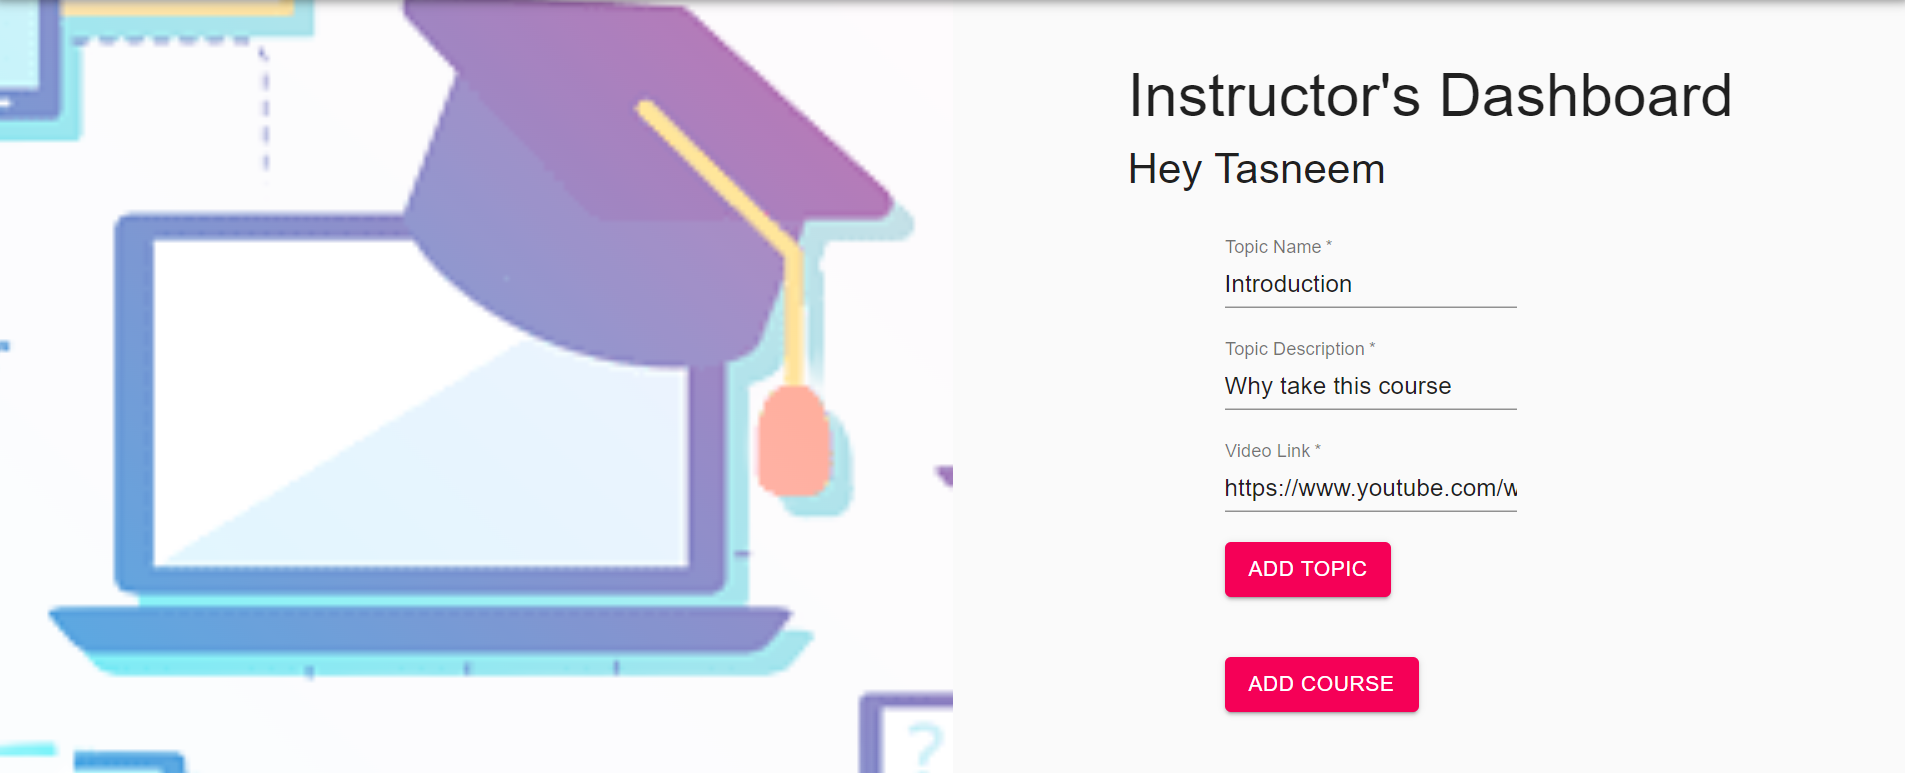 Instructor's Dashboard
Hey Tasneem
Topic Name *
Introduction
Topic Description *
Why take this course
Video Link *
https://www.youtube.com/w
ADD TOPIC
ADD COURSE
?